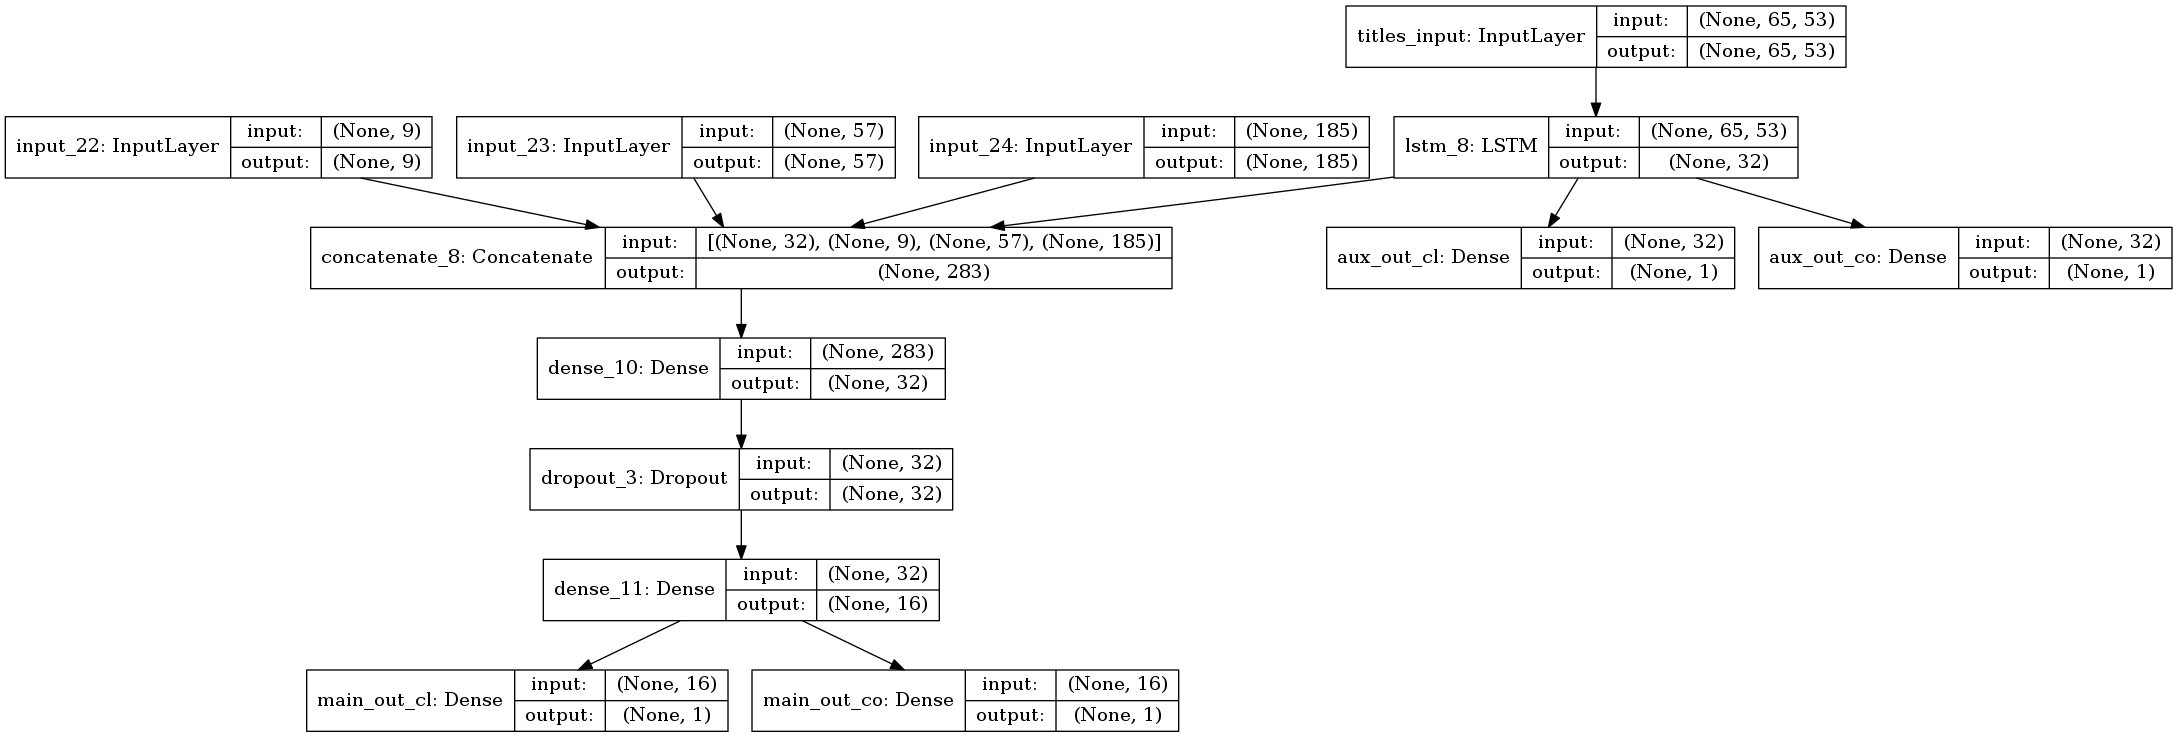 titles_input: InputLayer
input: (None, 65, 53)
output: (None, 65, 53)
input_22: InputLayer
input: (None, 9)
output: (None, 9)
input_23: InputLayer
input: (None, 57)
output: (None, 57)
input_24: InputLayer
input: (None, 185)
output: (None, 185)
lstm_8: LSTM
input: (None, 65, 53)
output: (None, 32)
concatenate_8: Concatenate
input: [(None, 32), (None, 9), (None, 57), (None, 185)]
output: (None, 283)
aux_out_cl: Dense
input: (None, 32)
output: (None, 1)
aux_out_co: Dense
input: (None, 32)
output: (None, 1)
dense_10: Dense
input: (None, 283)
output: (None, 32)
dropout_3: Dropout
input: (None, 32)
output: (None, 32)
dense_11: Dense
input: (None, 32)
output: (None, 16)
main_out_cl: Dense
input: (None, 16)
output: (None, 1)
main_out_co: Dense
input: (None, 16)
output: (None, 1)